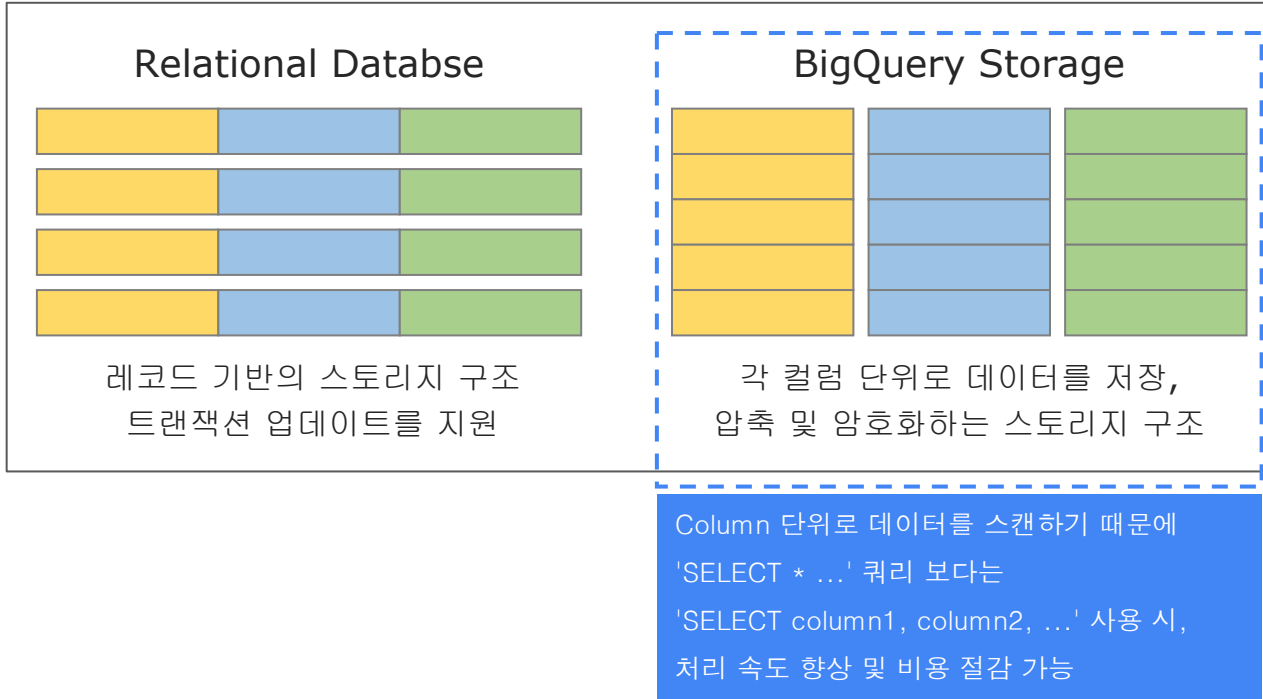 Relational Databse
레코드 기반의 스토리지 구조
트랜잭션 업데이트를 지원
BigQuery Storage
각 컬럼 단위로 데이터를 저장,
압축 및 암호화하는 스토리지 구조
Column 단위로 데이터를 스캔하기 때문에
'SELECT * ...' 쿼리 보다는
'SELECT column1, column2, ...' 사용 시,
처리 속도 향상 및 비용 절감 가능